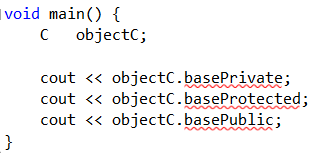 void main() {
C objectC;
cout << objectC.basePrivate;
cout << objectC.baseProtected;
cout << objectC.basePublic;
}